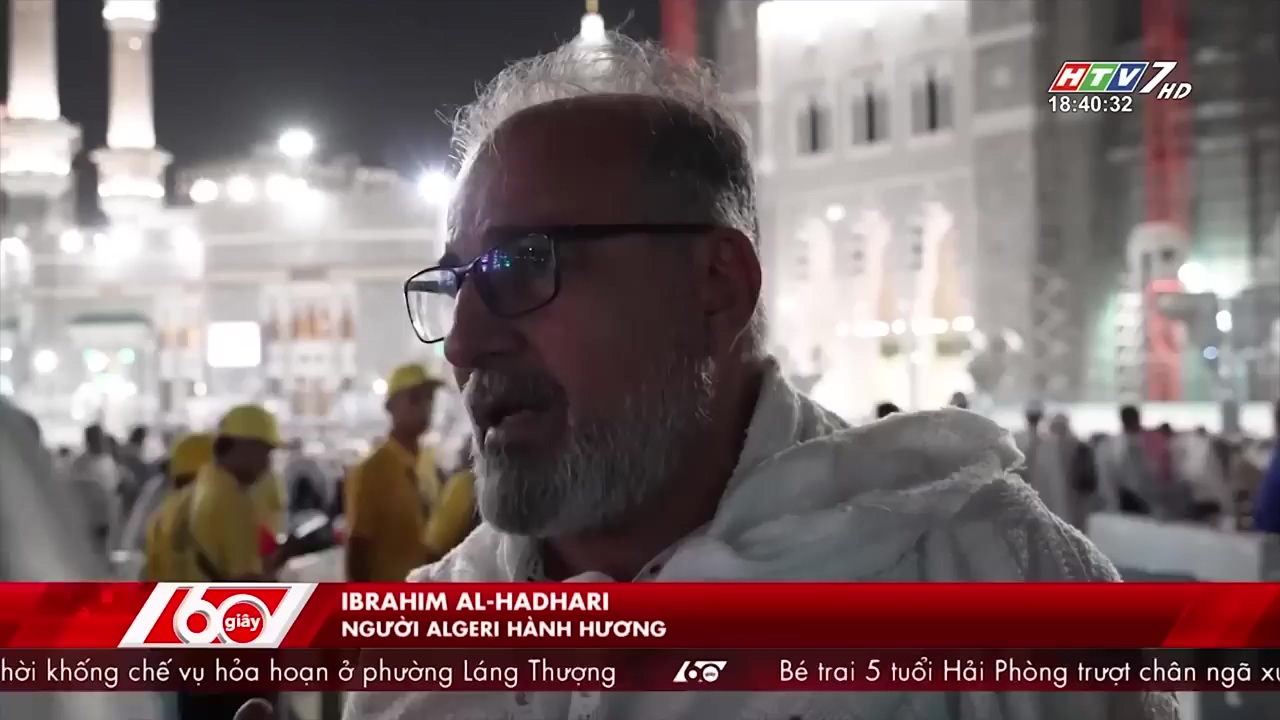 HTV7 HD
18:40:32
60 giây
IBRAHIM AL-HADHARI
NGƯỜI ALGERI HÀNH HƯƠNG
hời khống chế vụ hỏa hoạn ở phường Láng Thượng 60 Bé trai 5 tuổi Hải Phòng trượt chân ngã